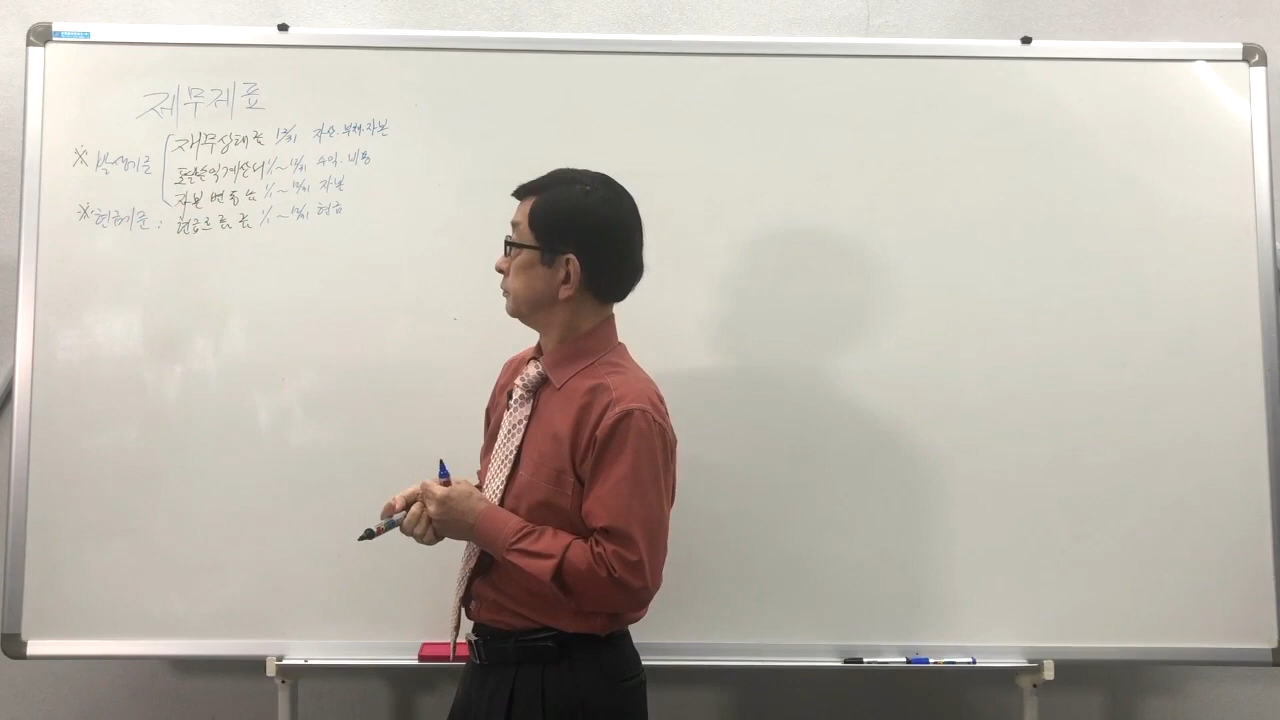 재무제표
재무상태표 12/31 자산·부채·자본
※ 발생기준 포괄손익계산서 1/1~12/31 수익·비용
자본변동표 1/1~12/31 자본
※ 현금기준: 현금흐름표 1/1~12/31 현금